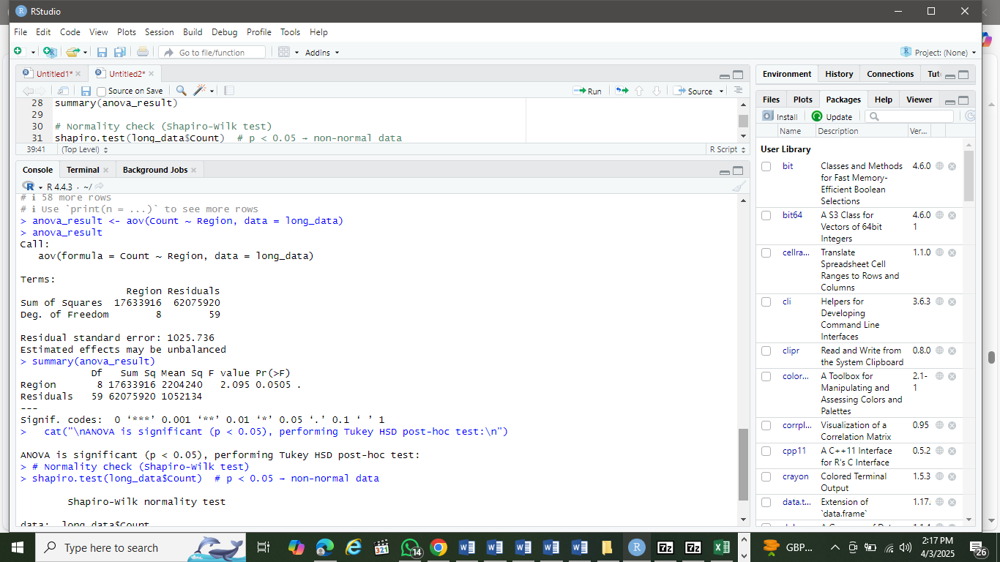 RStudio
File Edit Code View Plots Session Build Debug Profile Tools Help
Go to file/function
Addins
Project: (None)
Untitled1*
Untitled2*
Source on Save
Run
Source
28 summary(anova_result)
29
30 # Normality check (Shapiro-Wilk test)
31 shapiro.test(long_data$Count)  # p < 0.05 → non-normal data
39:41 (Top Level) R Script
Console Terminal Background Jobs
R 4.4.3 · ~/
# ℹ 58 more rows
# ℹ Use `print(n = ...)` to see more rows
> anova_result <- aov(Count ~ Region, data = long_data)
> anova_result
Call:
   aov(formula = Count ~ Region, data = long_data)
Terms:
                  Region Residuals
Sum of Squares  17633916  62075920
Deg. of Freedom        8        59
Residual standard error: 1025.736
Estimated effects may be unbalanced
> summary(anova_result)
            Df   Sum Sq Mean Sq F value Pr(>F)
Region       8 17633916 2204240   2.095 0.0505 .
Residuals   59 62075920 1052134
---
Signif. codes:  0 ‘***’ 0.001 ‘**’ 0.01 ‘*’ 0.05 ‘.’ 0.1 ‘ ’ 1
>   cat("\nANOVA is significant (p < 0.05), performing Tukey HSD post-hoc test:\n")
ANOVA is significant (p < 0.05), performing Tukey HSD post-hoc test:
> # Normality check (Shapiro-Wilk test)
> shapiro.test(long_data$Count)  # p < 0.05 → non-normal data
        Shapiro-Wilk normality test
data:  long_data$Count
Environment History Connections Tut
Files Plots Packages Help Viewer
Install Update
Name Description Ver...
User Library
bit Classes and Methods 4.6.0
for Fast Memory-
Efficient Boolean
Selections
bit64 A S3 Class for 4.6.0
Vectors of 64bit 1
Integers
cellra... Translate 1.1.0
Spreadsheet Cell
Ranges to Rows and
Columns
cli Helpers for 3.6.3
Developing
Command Line
Interfaces
clipr Read and Write from 0.8.0
the System Clipboard
color... A Toolbox for 2.1-
Manipulating and 1
Assessing Colors and
Palettes
corrpl... Visualization of a 0.95
Correlation Matrix
cpp11 A C++11 Interface 0.5.2
for R's C Interface
crayon Colored Terminal 1.5.3
Output
data.t... Extension of 1.17.
`data.frame`
Type here to search
14
GBP...
2:17 PM
4/3/2025
26